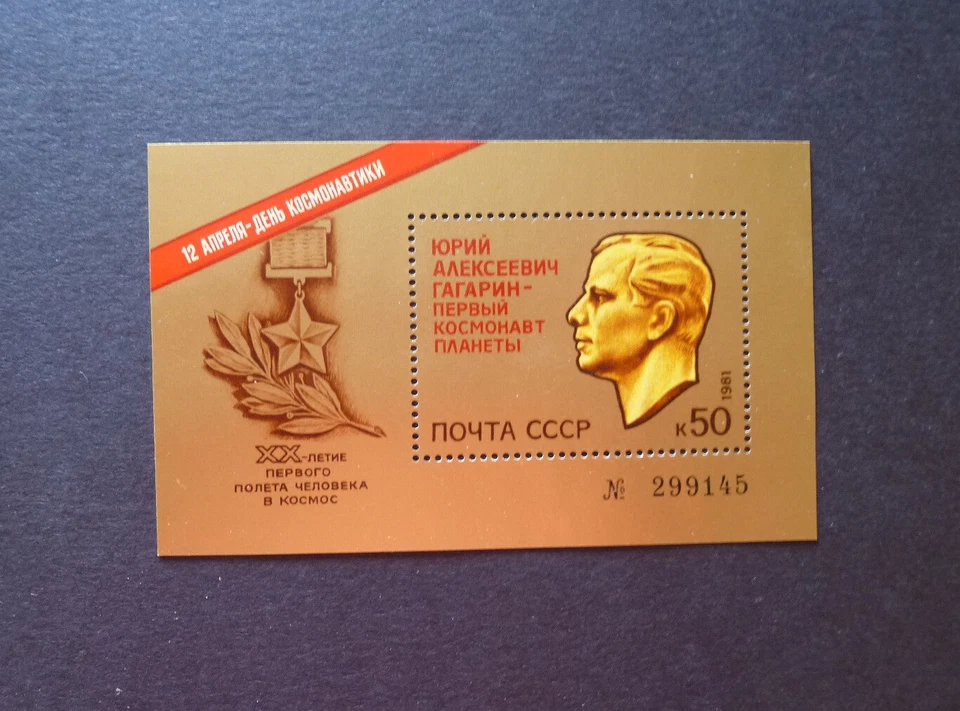 12 АПРЕЛЯ-ДЕНЬ КОСМОНАВТИКИ
ЮРИЙ
АЛЕКСЕЕВИЧ
ГАГАРИН-
ПЕРВЫЙ
КОСМОНАВТ
ПЛАНЕТЫ
1981
ПОЧТА СССР
к50
XX-ЛЕТИЕ
ПЕРВОГО
ПОЛЕТА ЧЕЛОВЕКА
В КОСМОС
№ 299145